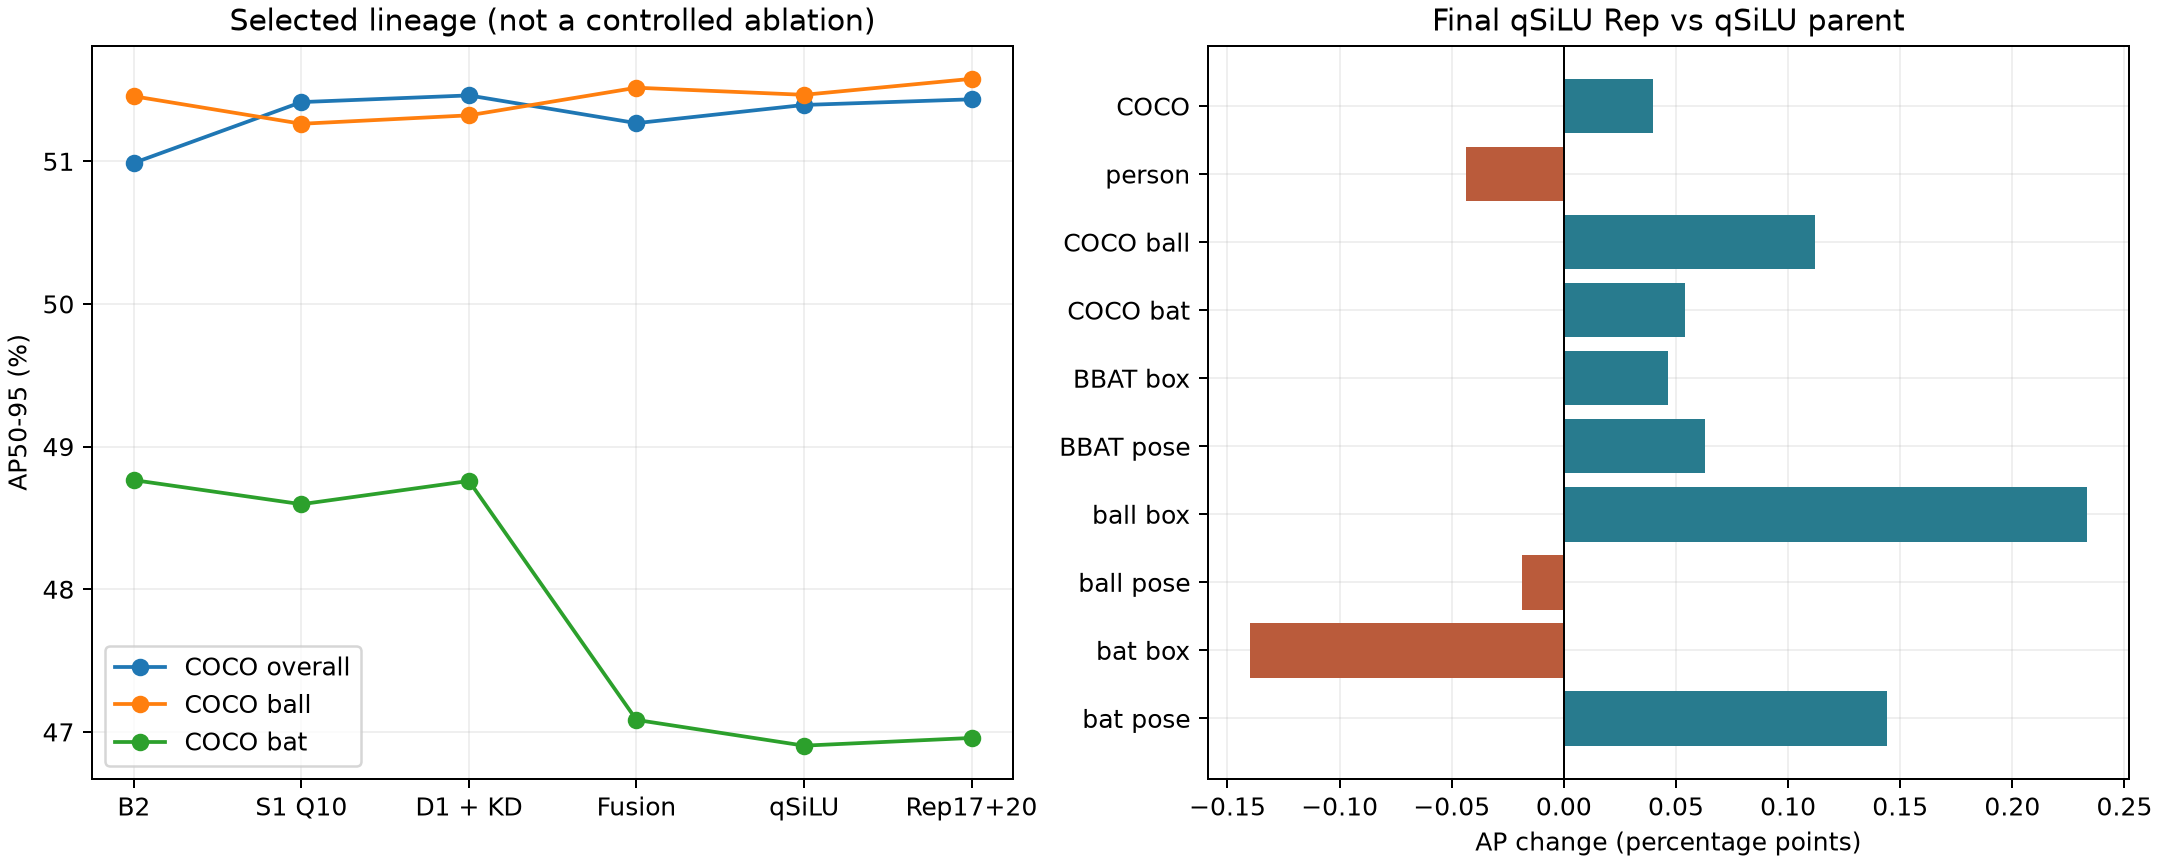 Selected lineage (not a controlled ablation)
AP50-95 (%)
51
50
49
48
47
COCO overall
COCO ball
COCO bat
B2
S1 Q10
D1 + KD
Fusion
qSiLU
Rep17+20
Final qSiLU Rep vs qSiLU parent
COCO
person
COCO ball
COCO bat
BBAT box
BBAT pose
ball box
ball pose
bat box
bat pose
−0.15
−0.10
−0.05
0.00
0.05
0.10
0.15
0.20
0.25
AP change (percentage points)